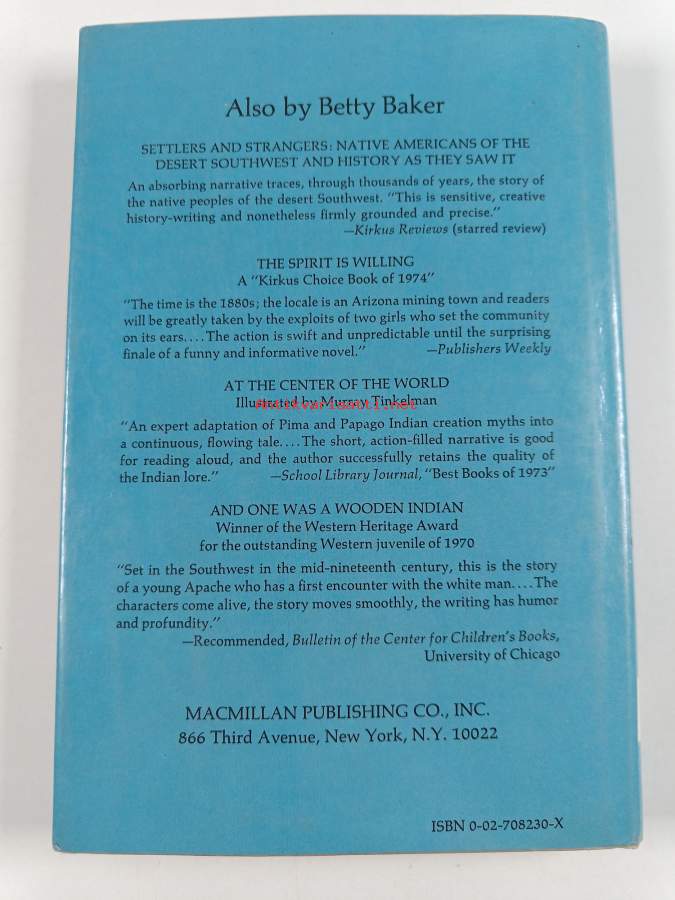 Also by Betty Baker
SETTLERS AND STRANGERS: NATIVE AMERICANS OF THE
DESERT SOUTHWEST AND HISTORY AS THEY SAW IT
An absorbing narrative traces, through thousands of years, the story of
the native peoples of the desert Southwest. "This is sensitive, creative
history-writing and nonetheless firmly grounded and precise."
—Kirkus Reviews (starred review)
THE SPIRIT IS WILLING
A "Kirkus Choice Book of 1974"
"The time is the 1880s; the locale is an Arizona mining town and readers
will be greatly taken by the exploits of two girls who set the community
on its ears....The action is swift and unpredictable until the surprising
finale of a funny and informative novel." —Publishers Weekly
AT THE CENTER OF THE WORLD
Illustrated by Murray Tinkelman
Antikvariaatti.net
"An expert adaptation of Pima and Papago Indian creation myths into
a continuous, flowing tale....The short, action-filled narrative is good
for reading aloud, and the author successfully retains the quality of
the Indian lore." —School Library Journal, "Best Books of 1973"
AND ONE WAS A WOODEN INDIAN
Winner of the Western Heritage Award
for the outstanding Western juvenile of 1970
"Set in the Southwest in the mid-nineteenth century, this is the story
of a young Apache who has a first encounter with the white man....The
characters come alive, the story moves smoothly, the writing has humor
and profundity."
—Recommended, Bulletin of the Center for Children's Books,
University of Chicago
MACMILLAN PUBLISHING CO., INC.
866 Third Avenue, New York, N.Y. 10022
ISBN 0-02-708230-X